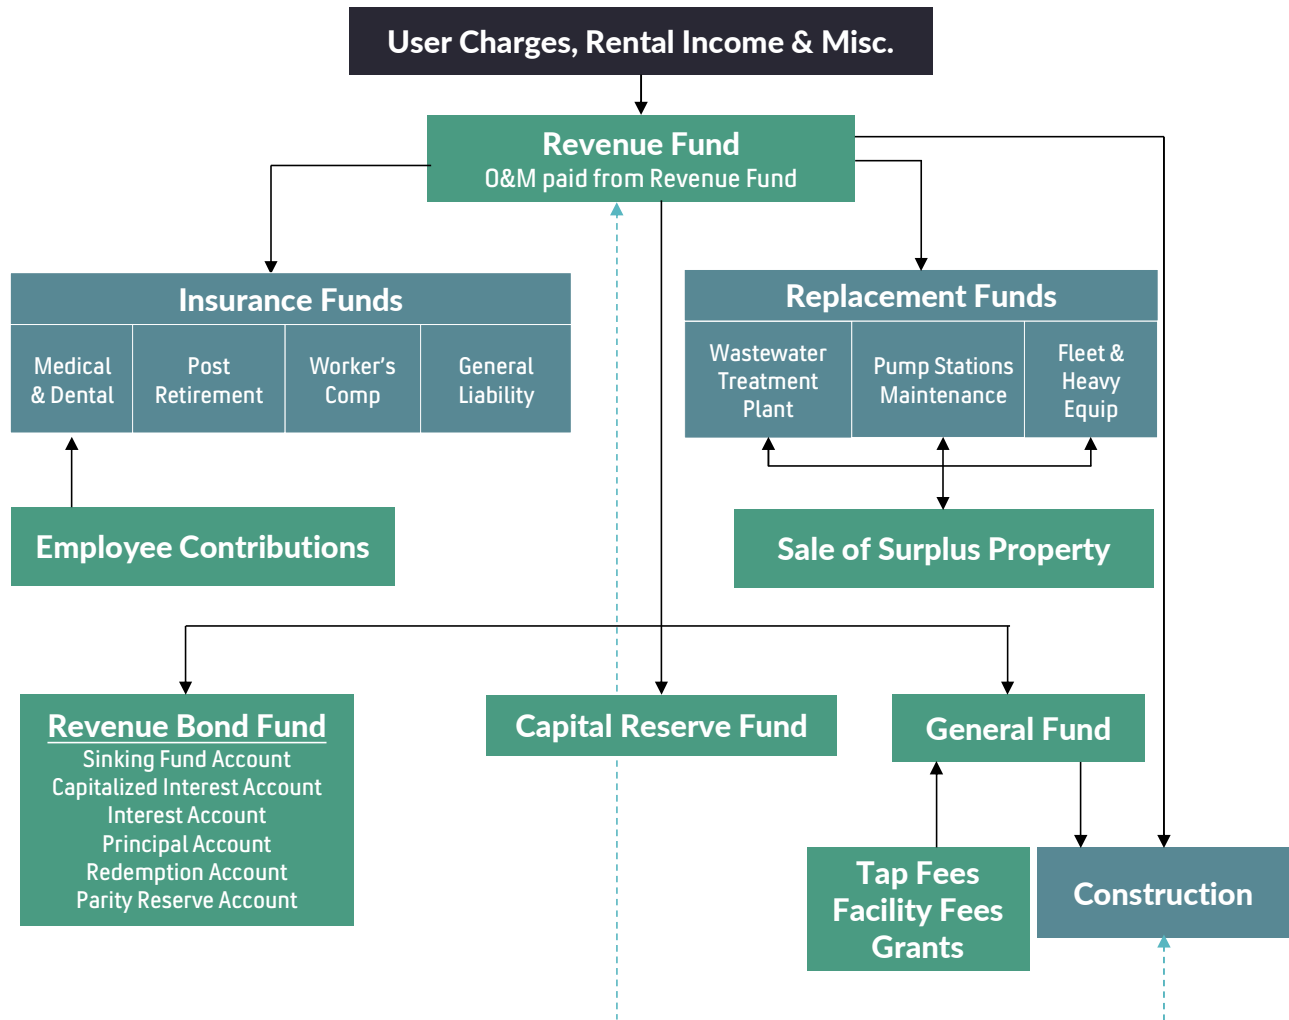 User Charges, Rental Income & Misc.
Revenue Fund
O&M paid from Revenue Fund
Insurance Funds
Medical
& Dental
Post
Retirement
Worker's
Comp
General
Liability
Replacement Funds
Wastewater
Treatment
Plant
Pump Stations
Maintenance
Fleet &
Heavy
Equip
Employee Contributions
Sale of Surplus Property
Revenue Bond Fund
Sinking Fund Account
Capitalized Interest Account
Interest Account
Principal Account
Redemption Account
Parity Reserve Account
Capital Reserve Fund
General Fund
Tap Fees
Facility Fees
Grants
Construction